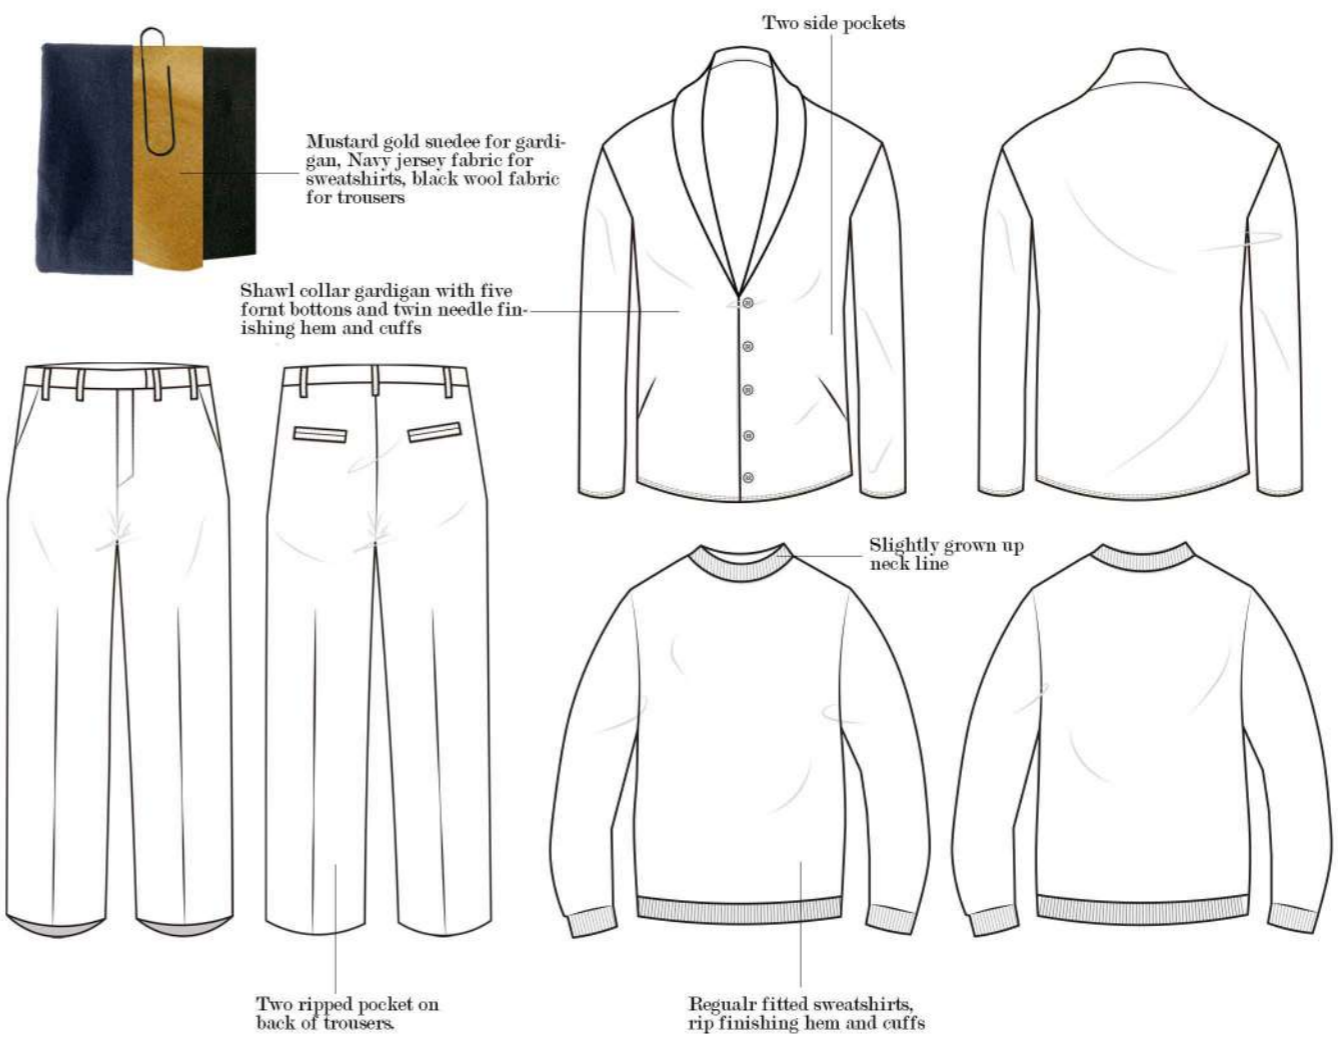 Two side pockets
Mustard gold suedee for gardi-
gan, Navy jersey fabric for
sweatshirts, black wool fabric
for trousers
Shawl collar gardigan with five
fornt bottons and twin needle fin-
ishing hem and cuffs
Slightly grown up
neck line
Two ripped pocket on
back of trousers.
Regualr fitted sweatshirts,
rip finishing hem and cuffs